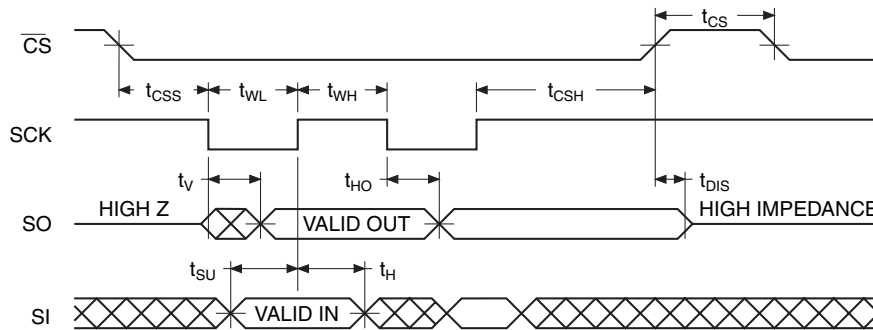 CS
tCS
tCSS
tWL
tWH
tCSH
SCK
tV
tHO
tDIS
HIGH Z
VALID OUT
HIGH IMPEDANCE
SO
tSU
tH
SI
VALID IN